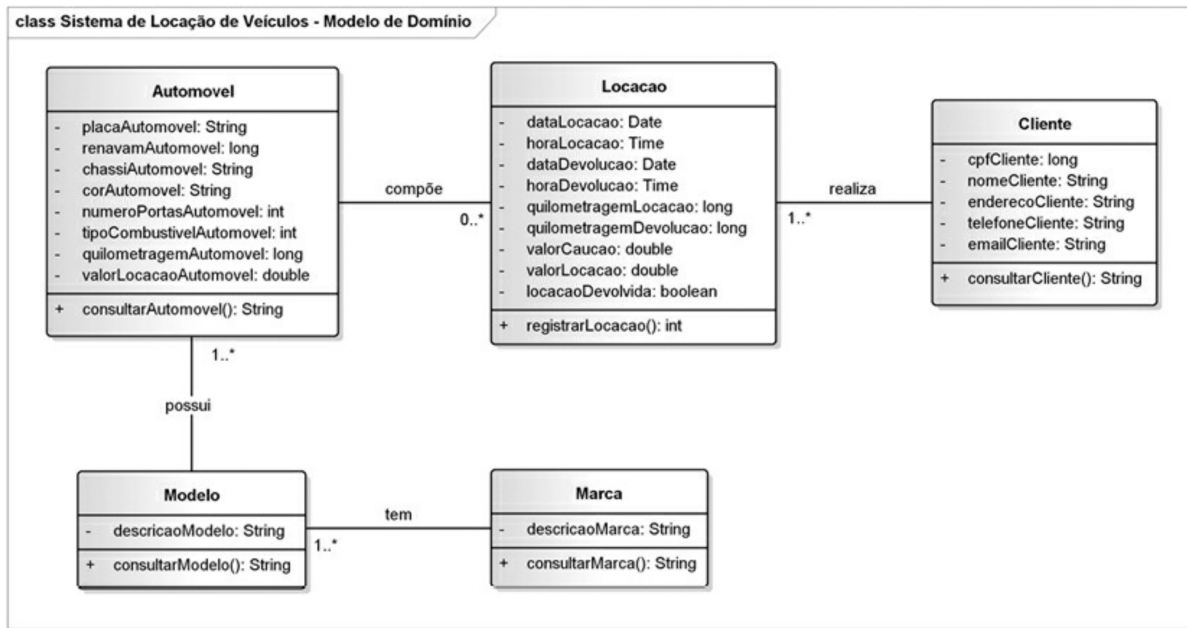 class Sistema de Locação de Veículos - Modelo de Domínio
Automovel
- placaAutomovel: String
- renavamAutomovel: long
- chassiAutomovel: String
- corAutomovel: String
- numeroPortasAutomovel: int
- tipoCombustivelAutomovel: int
- quilometragemAutomovel: long
- valorLocacaoAutomovel: double
+ consultarAutomovel(): String
compõe
0..*
Locacao
- dataLocacao: Date
- horaLocacao: Time
- dataDevolucao: Date
- horaDevolucao: Time
- quilometragemLocacao: long
- quilometragemDevolucao: long
- valorCaucao: double
- valorLocacao: double
- locacaoDevolvida: boolean
+ registrarLocacao(): int
realiza
1..*
Cliente
- cpfCliente: long
- nomeCliente: String
- enderecoCliente: String
- telefoneCliente: String
- emailCliente: String
+ consultarCliente(): String
1..*
possui
Modelo
- descricaoModelo: String
+ consultarModelo(): String
tem
1..*
Marca
- descricaoMarca: String
+ consultarMarca(): String